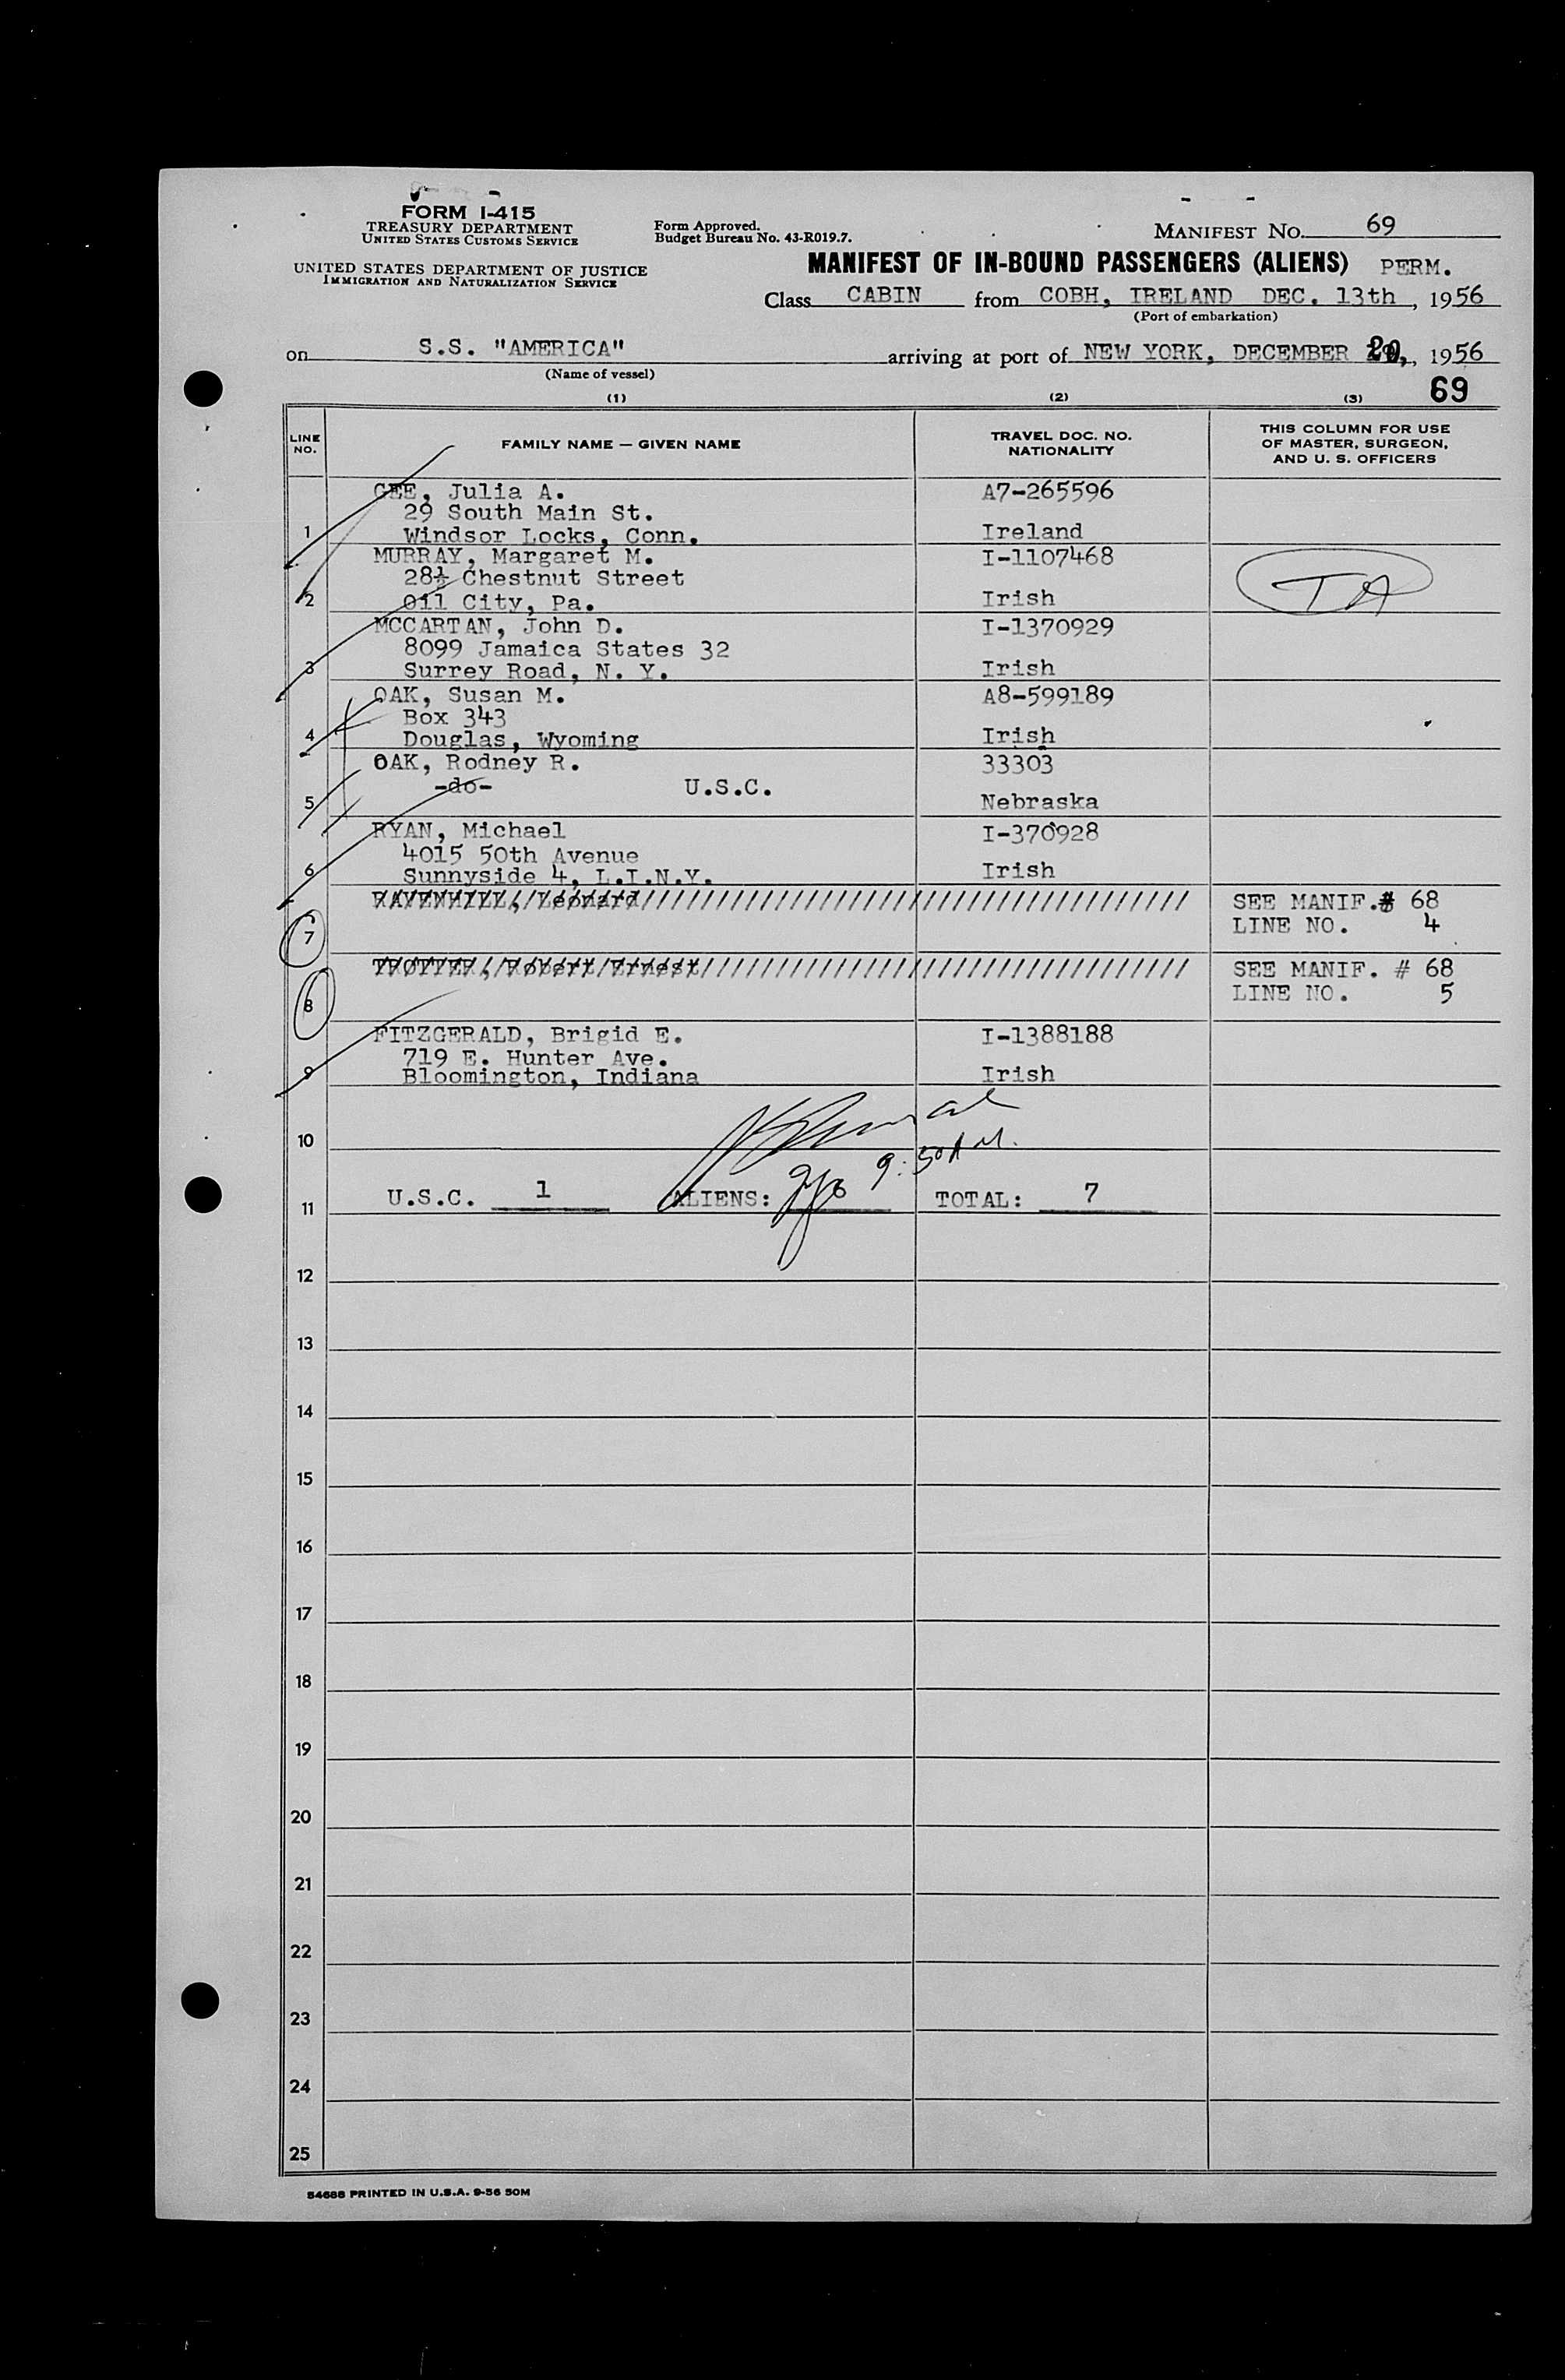 FORM I-415
TREASURY DEPARTMENT
UNITED STATES CUSTOMS SERVICE
UNITED STATES DEPARTMENT OF JUSTICE
IMMIGRATION AND NATURALIZATION SERVICE
Form Approved.
Budget Bureau No. 43-R019.7.
MANIFEST NO. 69
MANIFEST OF IN-BOUND PASSENGERS (ALIENS) PERM.
Class CABIN from COBH, IRELAND DEC. 13th, 1956
(Port of embarkation)
on S.S. "AMERICA" arriving at port of NEW YORK, DECEMBER 20, 1956
(Name of vessel)
69
(1) (2) (3)
LINE NO. FAMILY NAME — GIVEN NAME TRAVEL DOC. NO. NATIONALITY THIS COLUMN FOR USE OF MASTER, SURGEON, AND U. S. OFFICERS
GEE, Julia A. A7-265596
29 South Main St.
1 Windsor Locks, Conn. Ireland
MURRAY, Margaret M. I-1107468
28½ Chestnut Street TA
2 Oil City, Pa. Irish
MCCARTAN, John D. I-1370929
8099 Jamaica States 32
3 Surrey Road, N. Y. Irish
OAK, Susan M. A8-599189
Box 343
4 Douglas, Wyoming Irish
OAK, Rodney R. 33303
-do- U.S.C.
5 Nebraska
RYAN, Michael I-370928
4015 50th Avenue
6 Sunnyside 4, L.I.N.Y. Irish
RAVENHILL, Leonard SEE MANIF.# 68
7 LINE NO. 4
TROTTER, Robert Ernest SEE MANIF. # 68
8 LINE NO. 5
FITZGERALD, Brigid E. I-1388188
719 E. Hunter Ave.
9 Bloomington, Indiana Irish
10 9:50 A M.
11 U.S.C. 1 ALIENS: 6 TOTAL: 7
12
13
14
15
16
17
18
19
20
21
22
23
24
25
54688 PRINTED IN U.S.A. 9-56 50M